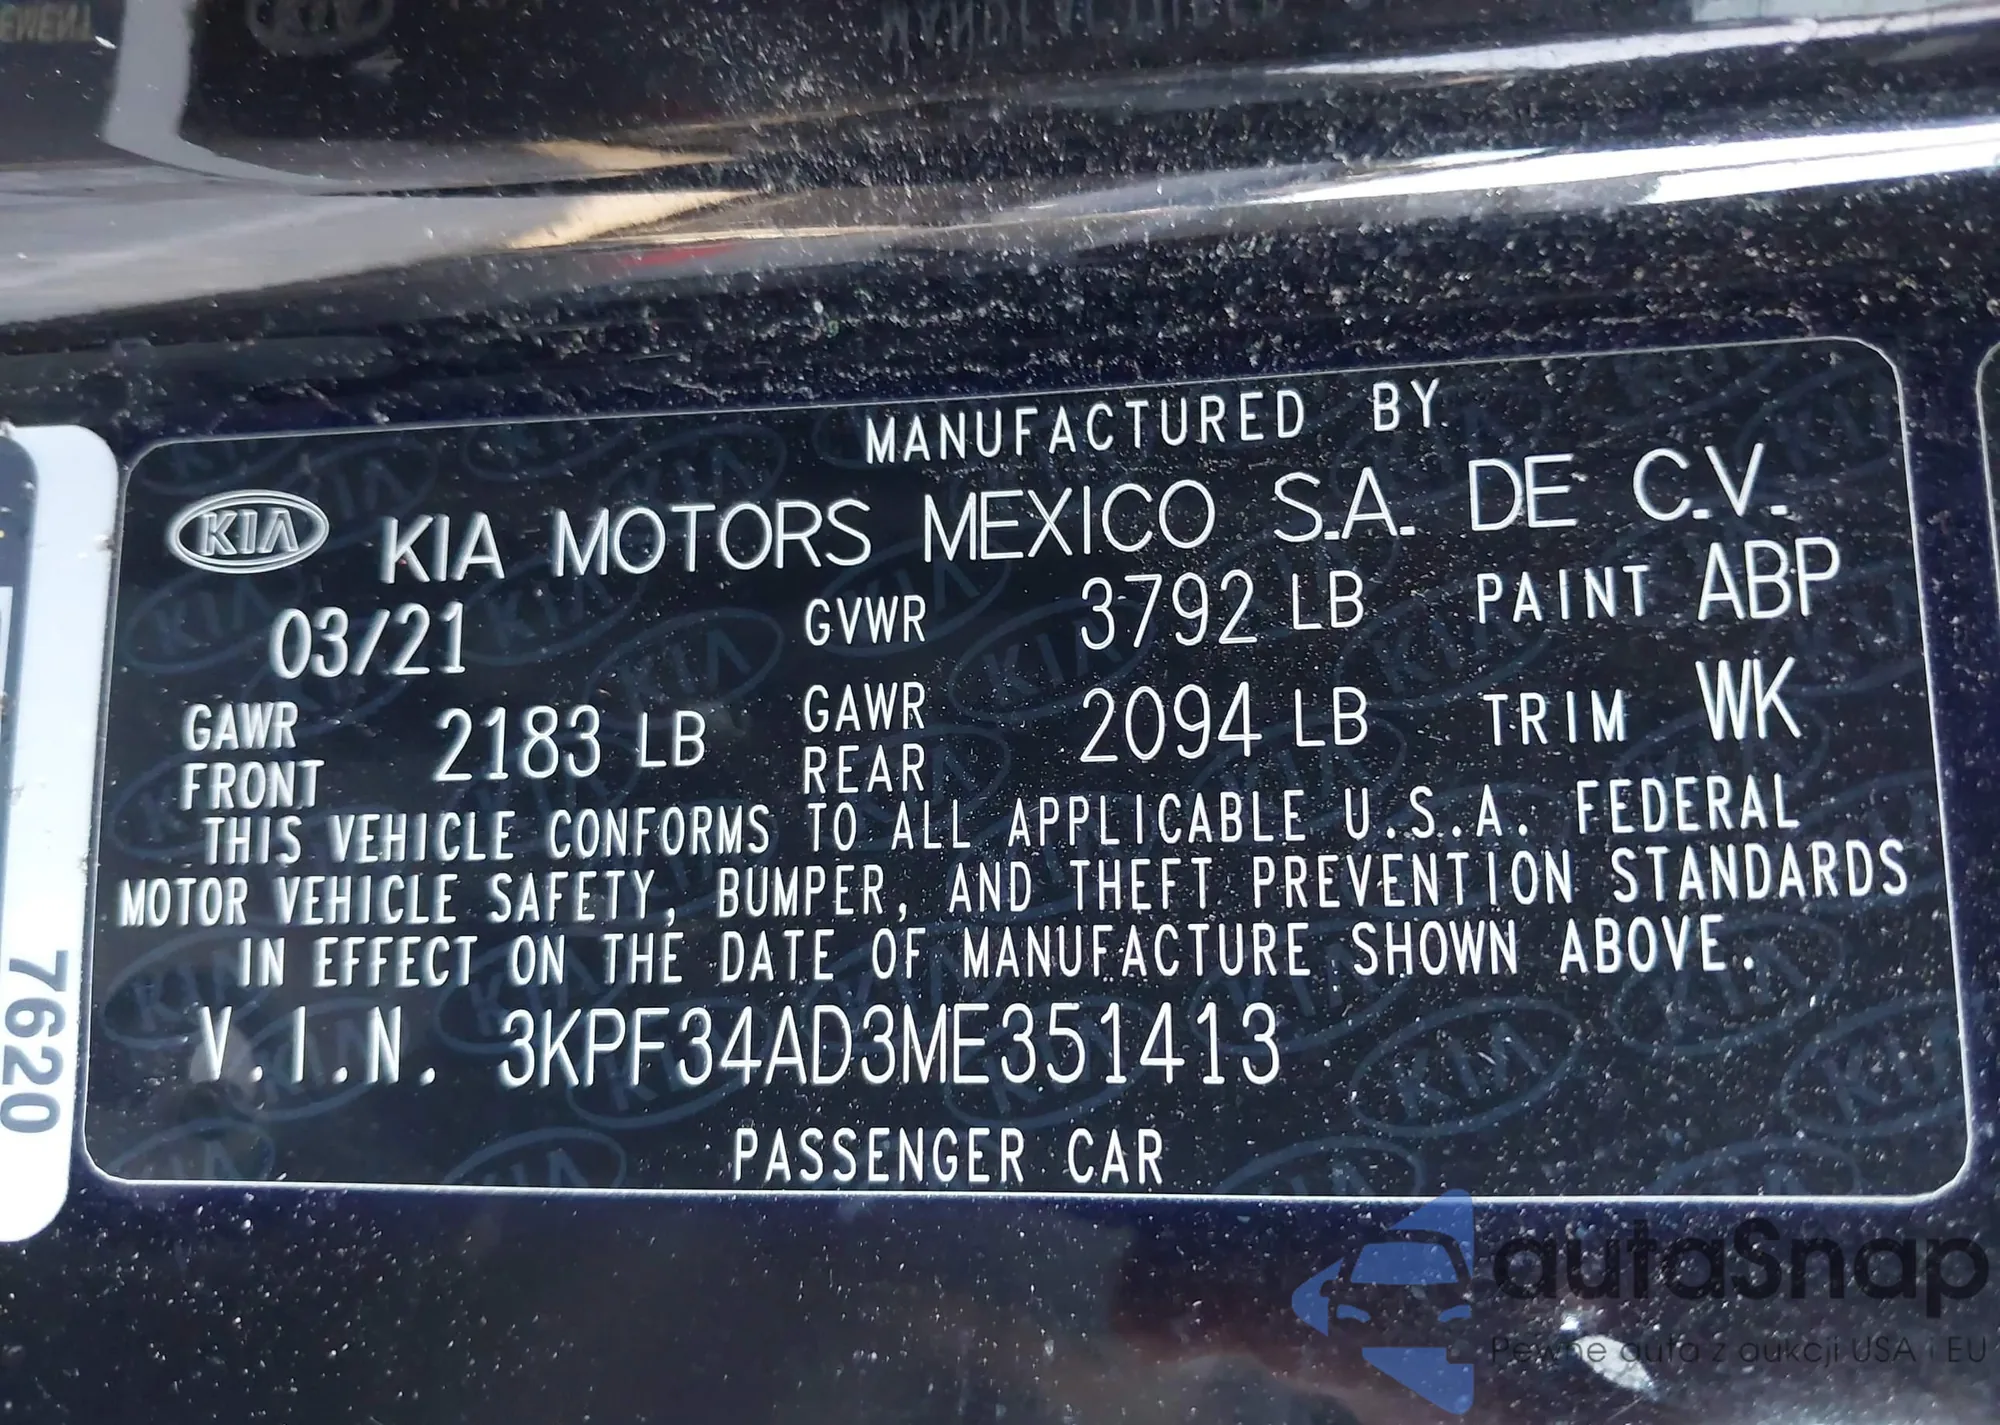 MANUFACTURED BY
KIA KIA MOTORS MEXICO S.A. DE C.V.
03/21 GVWR 3792 LB PAINT ABP
GAWR FRONT 2183 LB GAWR REAR 2094 LB TRIM WK
THIS VEHICLE CONFORMS TO ALL APPLICABLE U.S.A. FEDERAL
MOTOR VEHICLE SAFETY, BUMPER, AND THEFT PREVENTION STANDARDS
IN EFFECT ON THE DATE OF MANUFACTURE SHOWN ABOVE.
V.I.N. 3KPF34AD3ME351413
PASSENGER CAR
7620
autaSnap
Pewne auta z aukcji USA i EU